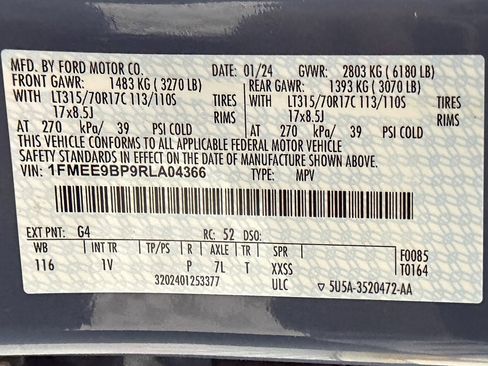 MFD. BY FORD MOTOR CO. 01/24 GVWR: 2803 KG ( 6180 LB)
FRONT GAWR: 1483 KG ( 3270 LB) REAR GAWR: 1393 KG ( 3070 LB)
WITH LT315/70R17C 113/110S TIRES WITH LT315/70R17C 113/110S TIRES
17x8.5J RIMS 17x8.5J RIMS
AT 270 kPa/ 39 PSI COLD AT 270 kPa/ 39 PSI COLD
THIS VEHICLE CONFORMS TO ALL APPLICABLE FEDERAL MOTOR VEHICLE
SAFETY STANDARDS IN EFFECT ON THE DATE OF MANUFACTURE SHOWN ABOVE.
VIN: 1FMEE9BP9RLA04366 TYPE: MPV
EXT PNT: G4 RC: 52 DSO:
WB INT TR TP/PS R AXLE TR SPR F0085
116 1V P 7L T XXSS T0164
3202401253377 ULC ▽ 5U5A-3520472-AA